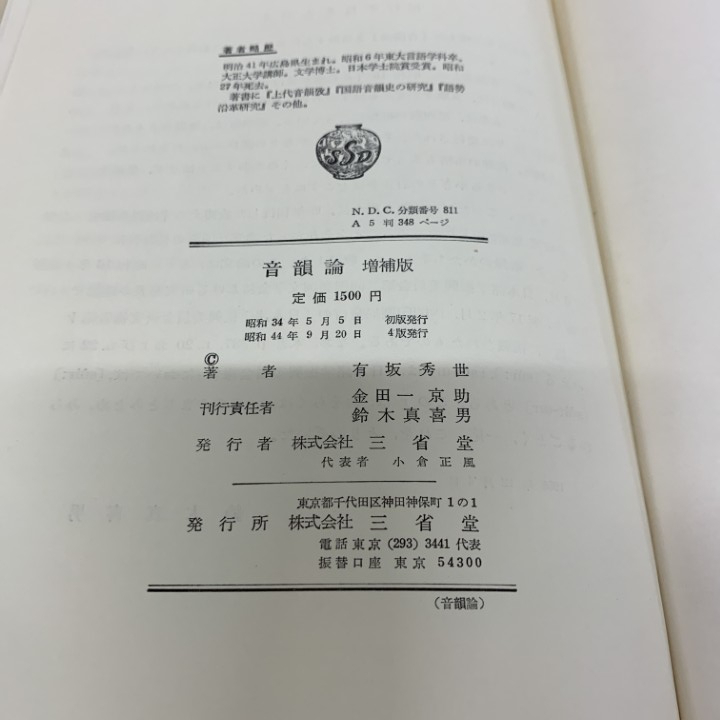 著者略歴
明治41年広島県生まれ。昭和6年東大言語学科卒。
大正大学講師。文学博士。日本学士院賞受賞。昭和
27年死去。
著書に『上代音韻攷』『国語音韻史の研究』『語勢
沿革研究』その他。
SSD
N.D.C.分類番号 811
A 5 判 348 ページ
音韻論 増補版
定価 1500 円
昭和 34 年 5 月 5 日 初版発行
昭和 44 年 9 月 20 日 4版発行
©
著者 有坂秀世
刊行責任者 金田一京助
鈴木真喜男
発行者 株式会社 三省堂
代表者 小倉正風
東京都千代田区神田神保町 1 の 1
発行所 株式会社 三省堂
電話東京 (293) 3441 代表
振替口座 東京 54300
(音韻論)